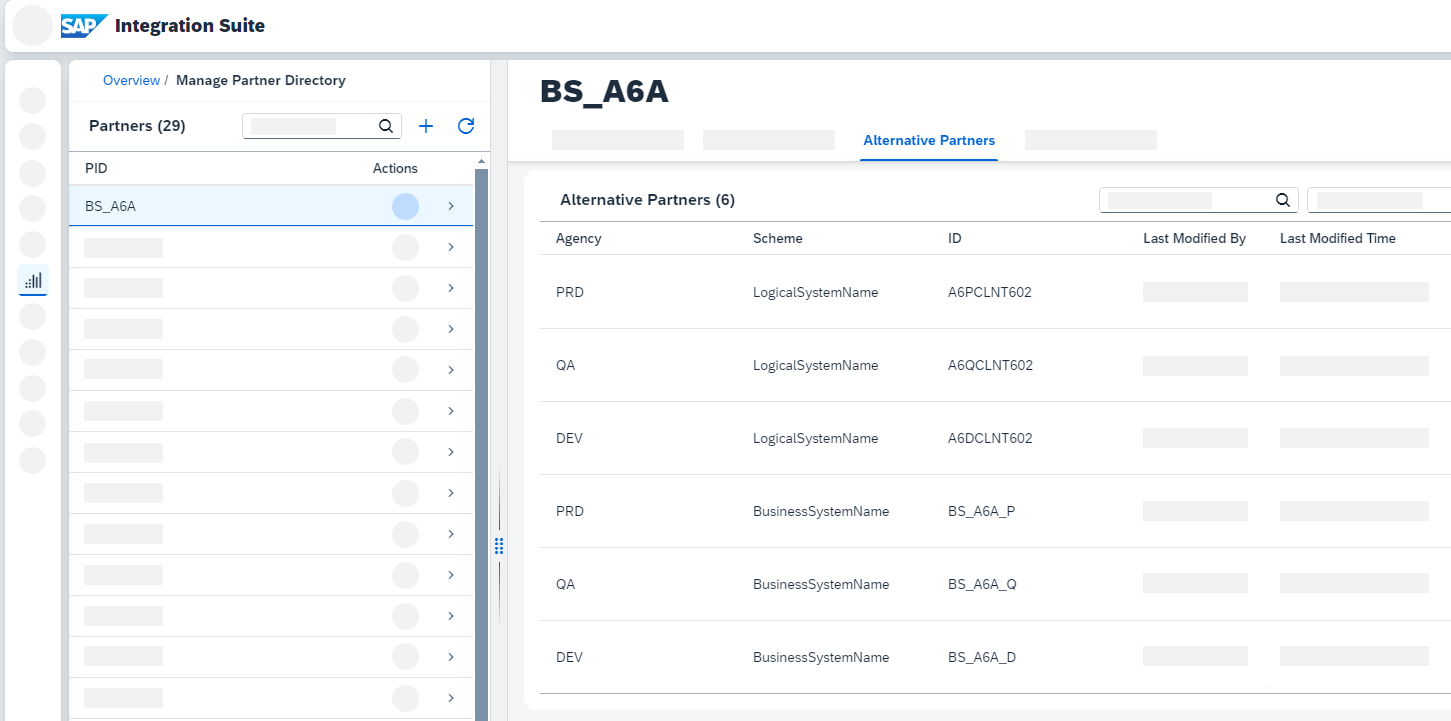 SAP Integration Suite
Overview / Manage Partner Directory
Partners (29)
PID Actions
BS_A6A
BS_A6A
Alternative Partners
Alternative Partners (6)
Agency Scheme ID Last Modified By Last Modified Time
PRD LogicalSystemName A6PCLNT602
QA LogicalSystemName A6QCLNT602
DEV LogicalSystemName A6DCLNT602
PRD BusinessSystemName BS_A6A_P
QA BusinessSystemName BS_A6A_Q
DEV BusinessSystemName BS_A6A_D